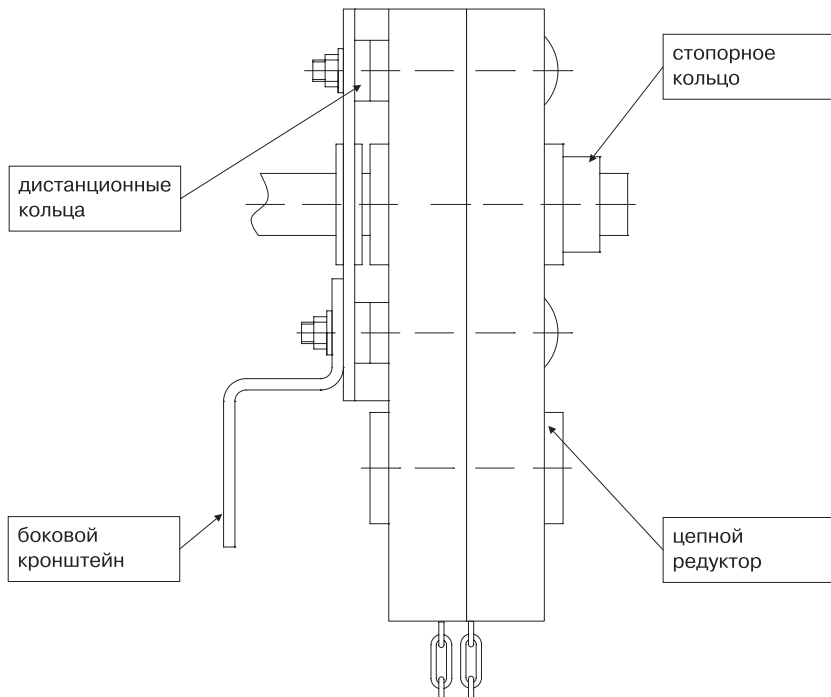 стопорное
кольцо
дистанционные
кольца
боковой
кронштейн
цепной
редуктор